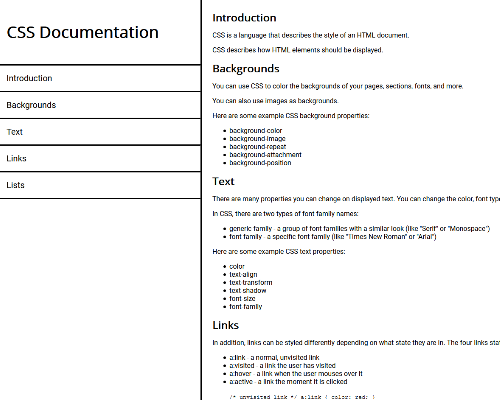 CSS Documentation
Introduction
Backgrounds
Text
Links
Lists
Introduction
CSS is a language that describes the style of an HTML document.
CSS describes how HTML elements should be displayed.
Backgrounds
You can use CSS to color the backgrounds of your pages, sections, fonts, and more.
You can also use images as backgrounds.
Here are some example CSS background properties:
background-color
background-image
background-repeat
background-attachment
background-position
Text
There are many properties you can change on displayed text. You can change the color, font type
In CSS, there are two types of font family names:
generic family - a group of font families with a similar look (like "Serif" or "Monospace")
font family - a specific font family (like "Times New Roman" or "Arial")
Here are some example CSS text properties:
color
text-align
text-transform
text-shadow
font-size
font-family
Links
In addition, links can be styled differently depending on what state they are in. The four links stat
a:link - a normal, unvisited link
a:visited - a link the user has visited
a:hover - a link when the user mouses over it
a:active - a link the moment it is clicked
/* unvisited link */ a:link { color: red; }